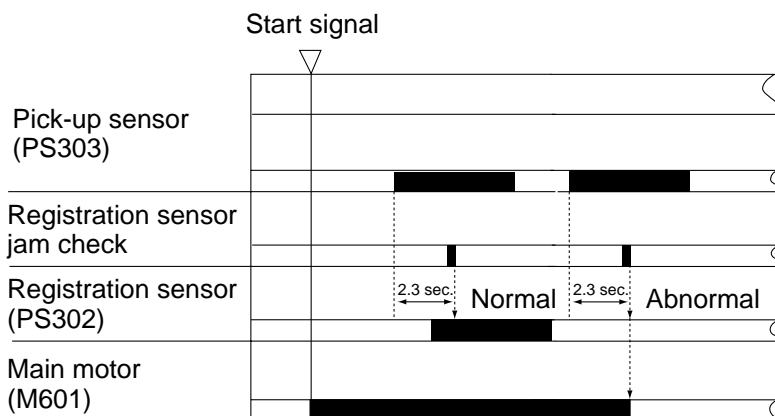 Start signal
Pick-up sensor
(PS303)
Registration sensor
jam check
Registration sensor
(PS302)
2.3 sec. Normal 2.3 sec. Abnormal
Main motor
(M601)